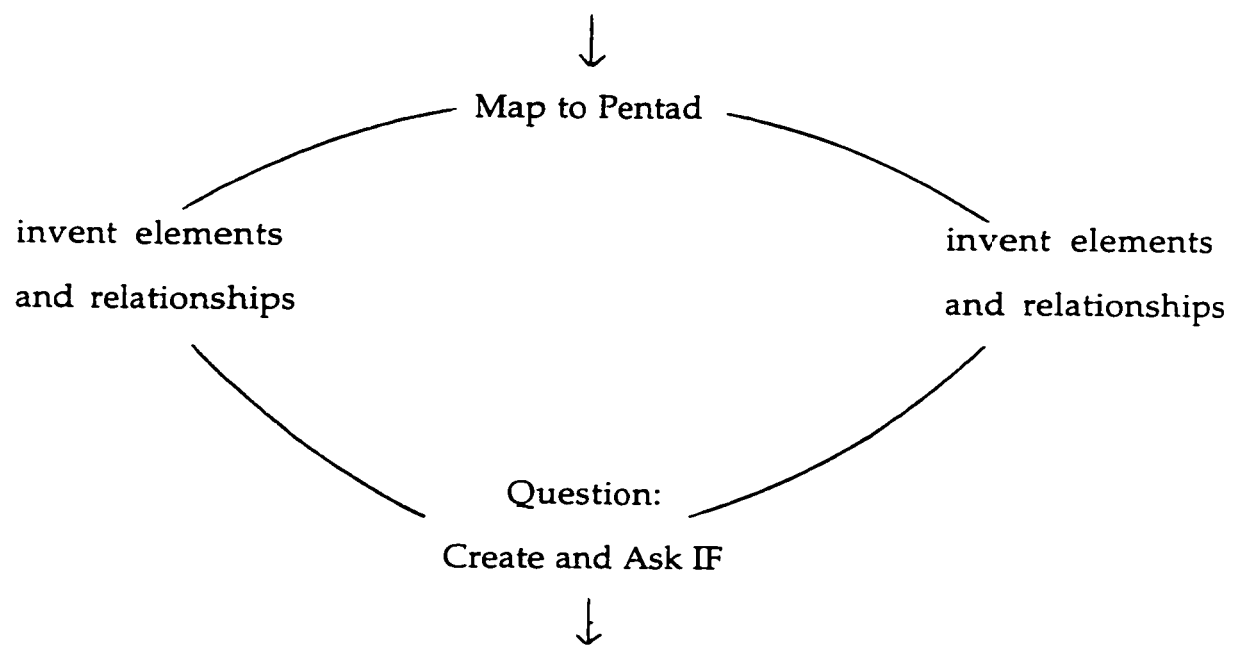 Map to Pentad
invent elements
and relationships
invent elements
and relationships
Question:
Create and Ask IF